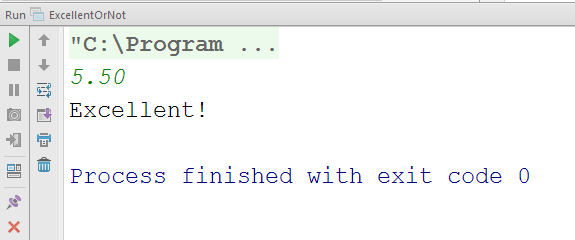 Run ExcellentOrNot
"C:\Program ...
5.50
Excellent!
Process finished with exit code 0